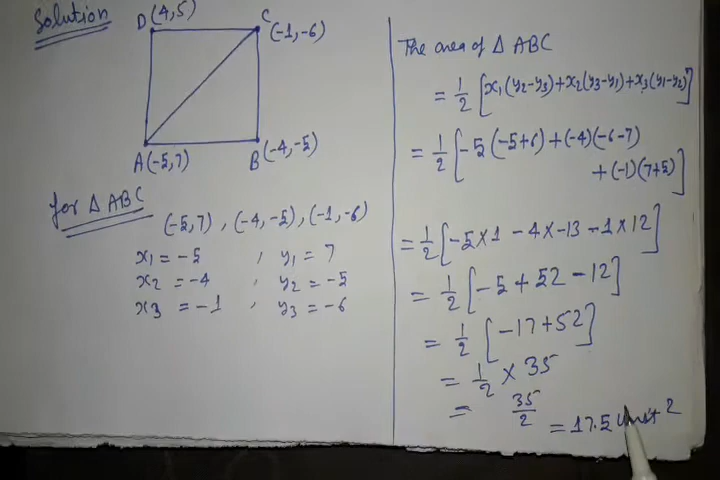 Solution
D(4,5)
C
(-1,-6)
A(-5,7)
B(-4,-5)
for Δ ABC
(-5,7), (-4,-5), (-1,-6)
x1 = -5 , y1 = 7
x2 = -4 , y2 = -5
x3 = -1 , y3 = -6
The area of Δ ABC
= 1/2 [x1(y2-y3)+x2(y3-y1)+x3(y1-y2)]
= 1/2 [-5(-5+6)+(-4)(-6-7)
+(-1)(7+5)]
= 1/2 [-5×1 -4×-13 -1×12]
= 1/2 [-5+52-12]
= 1/2 [-17+52]
= 1/2 × 35
= 35/2 = 17.5 unit²